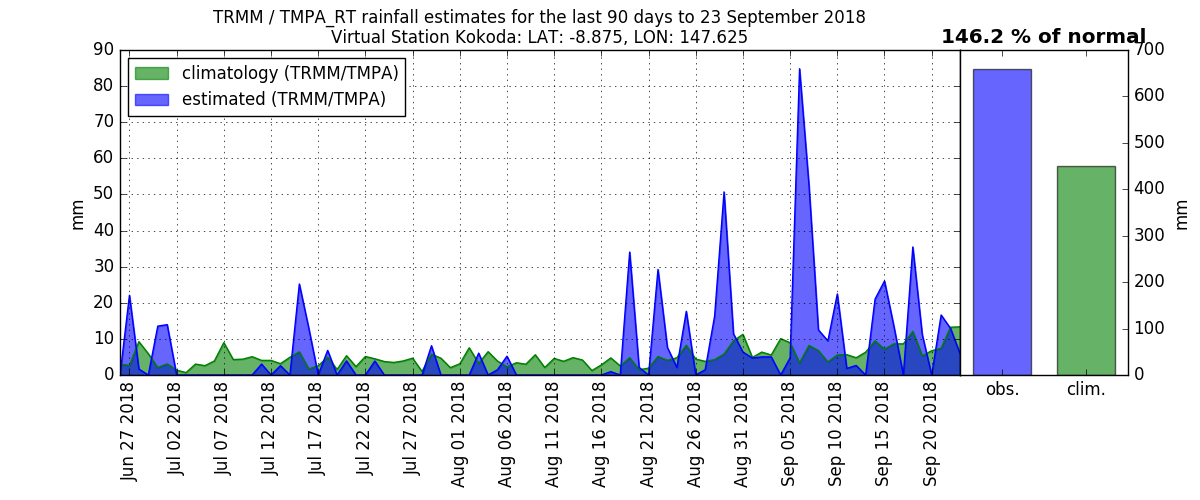 TRMM / TMPA_RT rainfall estimates for the last 90 days to 23 September 2018
Virtual Station Kokoda: LAT: -8.875, LON: 147.625
146.2 % of normal
climatology (TRMM/TMPA)
estimated (TRMM/TMPA)
mm
90
80
70
60
50
40
30
20
10
0
Jun 27 2018
Jul 02 2018
Jul 07 2018
Jul 12 2018
Jul 17 2018
Jul 22 2018
Jul 27 2018
Aug 01 2018
Aug 06 2018
Aug 11 2018
Aug 16 2018
Aug 21 2018
Aug 26 2018
Aug 31 2018
Sep 05 2018
Sep 10 2018
Sep 15 2018
Sep 20 2018
obs.
clim.
700
600
500
400
300
200
100
0
mm